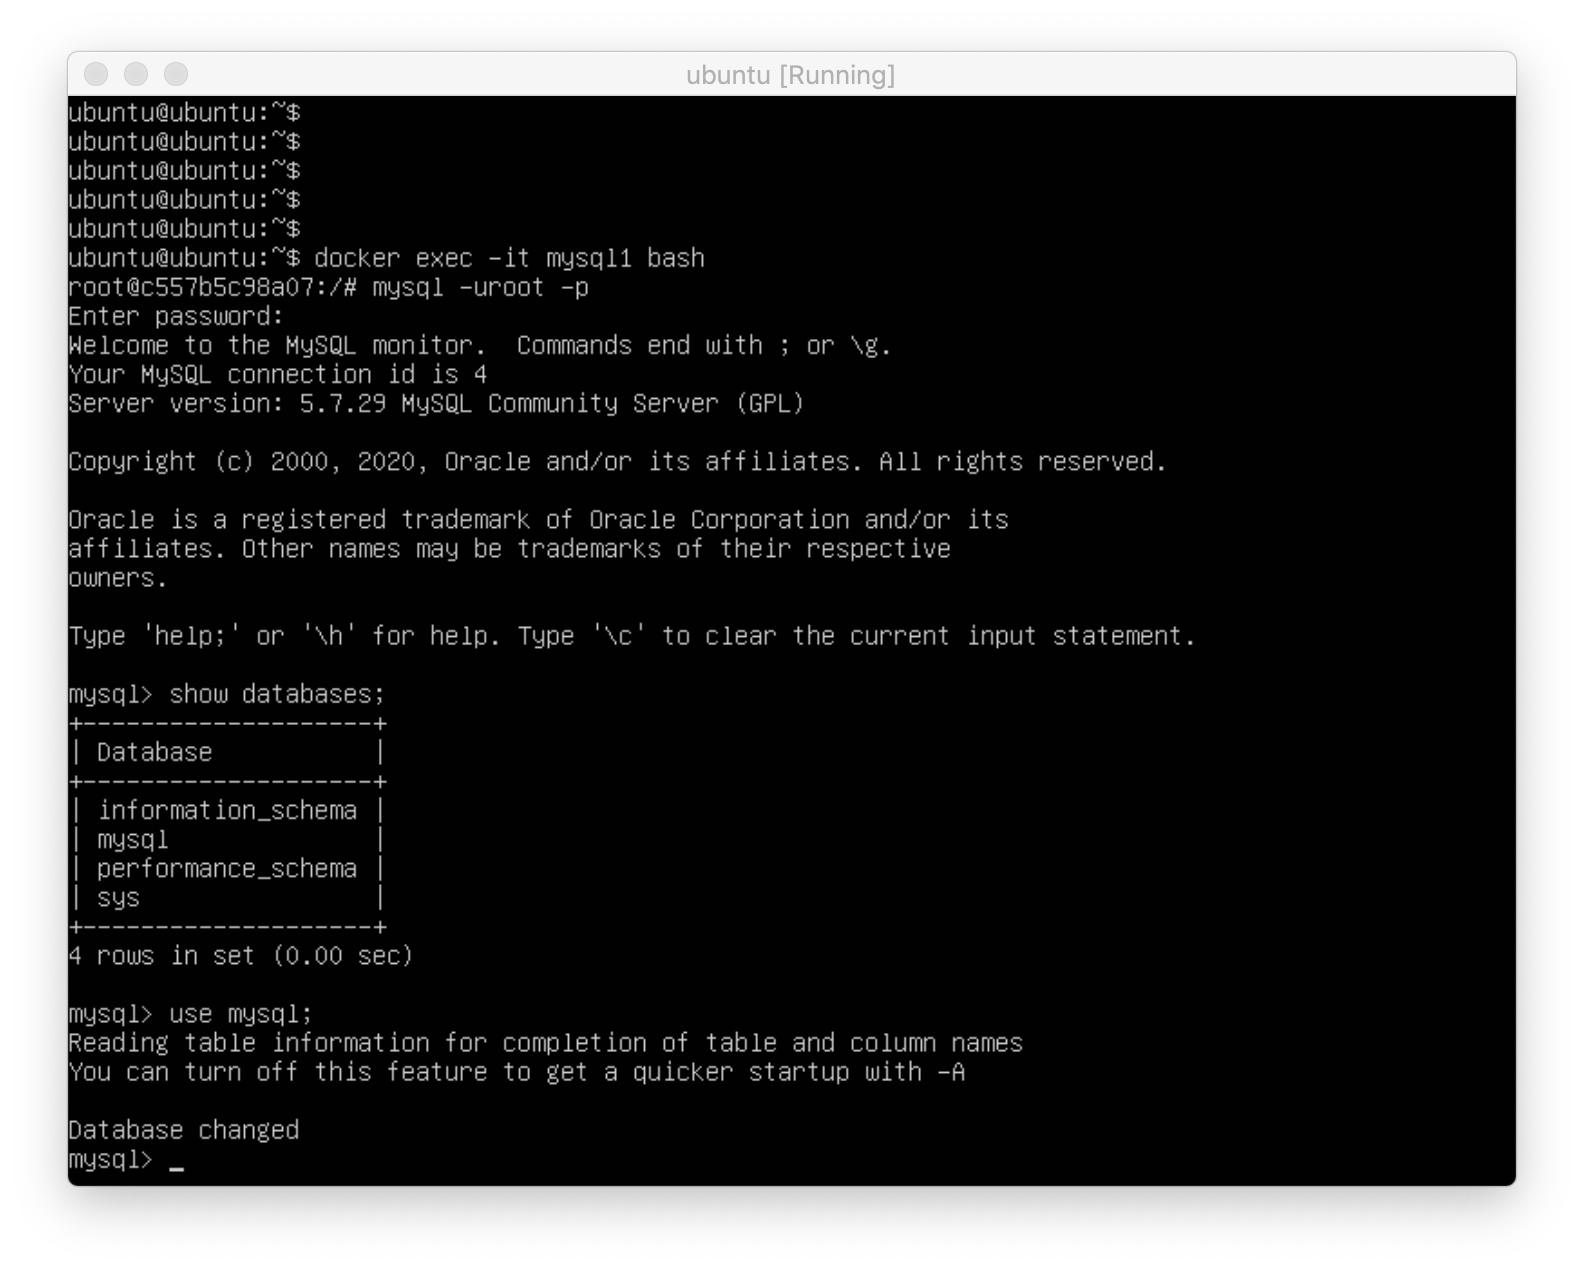 ubuntu [Running]
ubuntu@ubuntu:~$
ubuntu@ubuntu:~$
ubuntu@ubuntu:~$
ubuntu@ubuntu:~$
ubuntu@ubuntu:~$
ubuntu@ubuntu:~$ docker exec -it mysql1 bash
root@c557b5c98a07:/# mysql -uroot -p
Enter password:
Welcome to the MySQL monitor.  Commands end with ; or \g.
Your MySQL connection id is 4
Server version: 5.7.29 MySQL Community Server (GPL)

Copyright (c) 2000, 2020, Oracle and/or its affiliates. All rights reserved.

Oracle is a registered trademark of Oracle Corporation and/or its
affiliates. Other names may be trademarks of their respective
owners.

Type 'help;' or '\h' for help. Type '\c' to clear the current input statement.

mysql> show databases;
+--------------------+
| Database           |
+--------------------+
| information_schema |
| mysql              |
| performance_schema |
| sys                |
+--------------------+
4 rows in set (0.00 sec)

mysql> use mysql;
Reading table information for completion of table and column names
You can turn off this feature to get a quicker startup with -A

Database changed
mysql> _